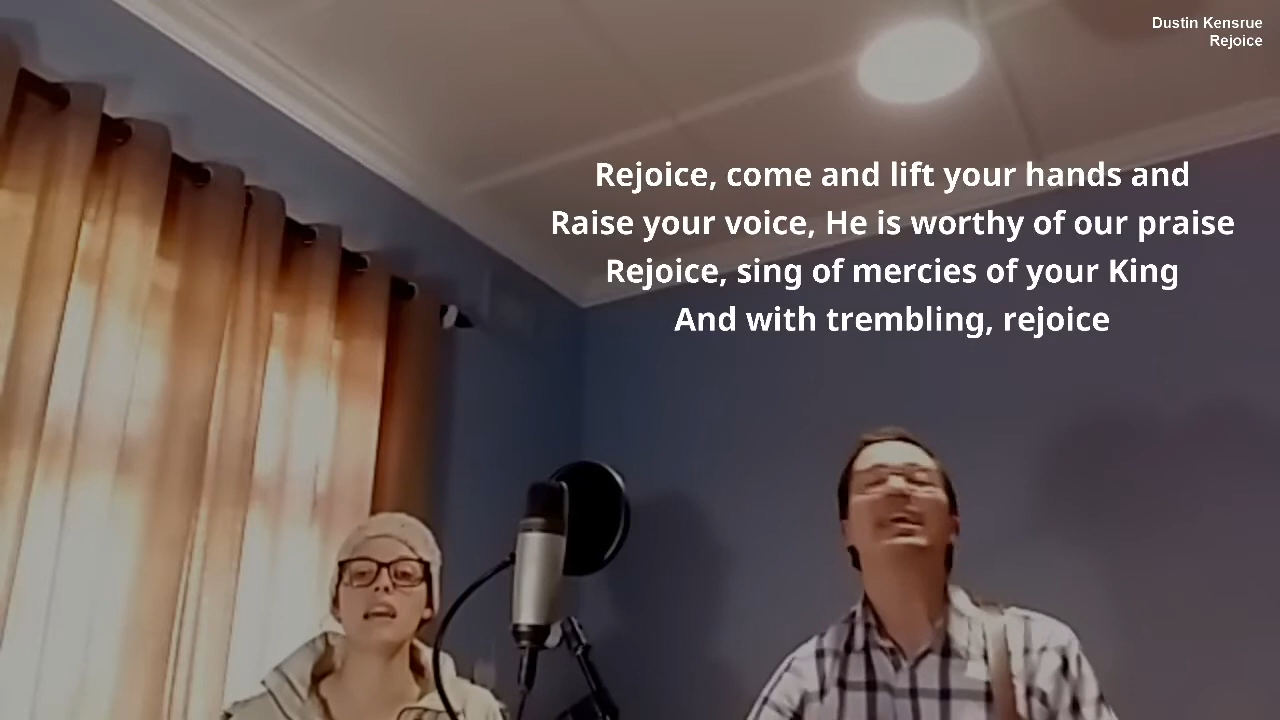 Dustin Kensrue
Rejoice
Rejoice, come and lift your hands and
Raise your voice, He is worthy of our praise
Rejoice, sing of mercies of your King
And with trembling, rejoice